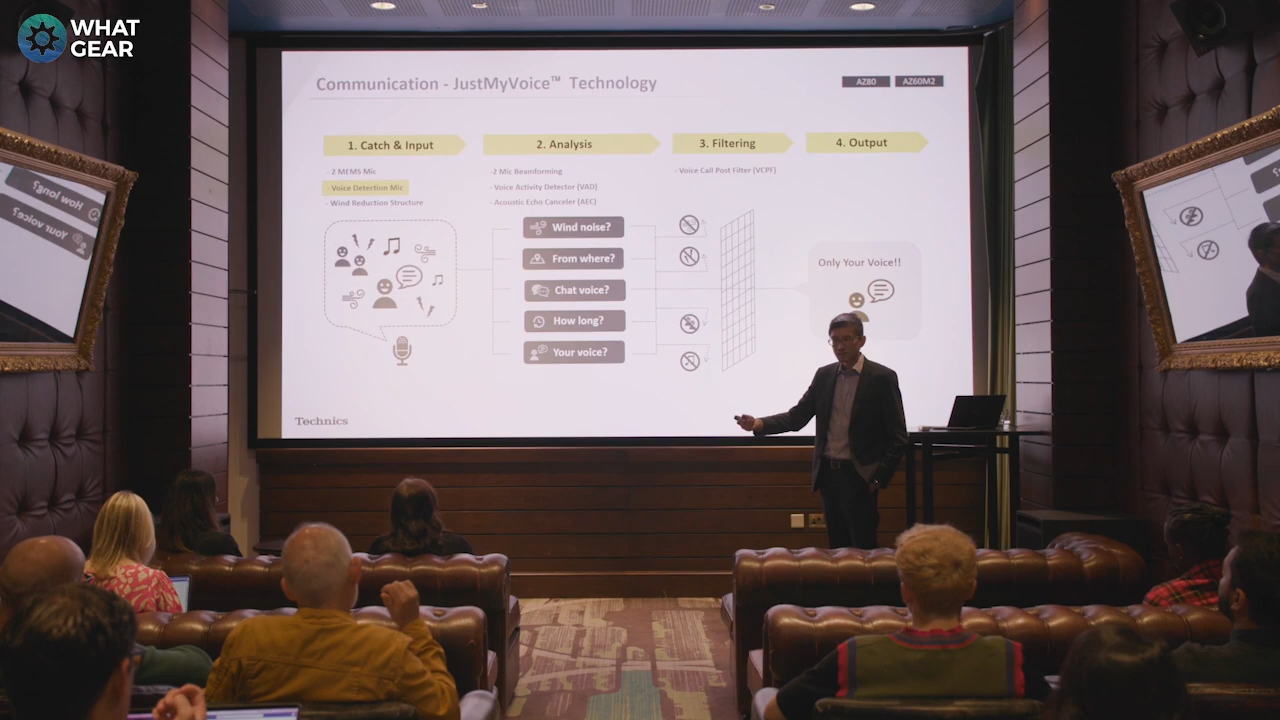 WHAT
GEAR
Communication - JustMyVoice™ Technology
AZ80
AZ60M2
1. Catch & Input
2. Analysis
3. Filtering
4. Output
- 2 MEMS Mic
- Voice Detection Mic
- Wind Reduction Structure
-2 Mic Beamforming
- Voice Activity Detector (VAD)
- Acoustic Echo Canceler (AEC)
- Voice Call Post Filter (VCPF)
Wind noise?
From where?
Chat voice?
How long?
Your voice?
Only Your Voice!!
Technics
How long?
Your voice?